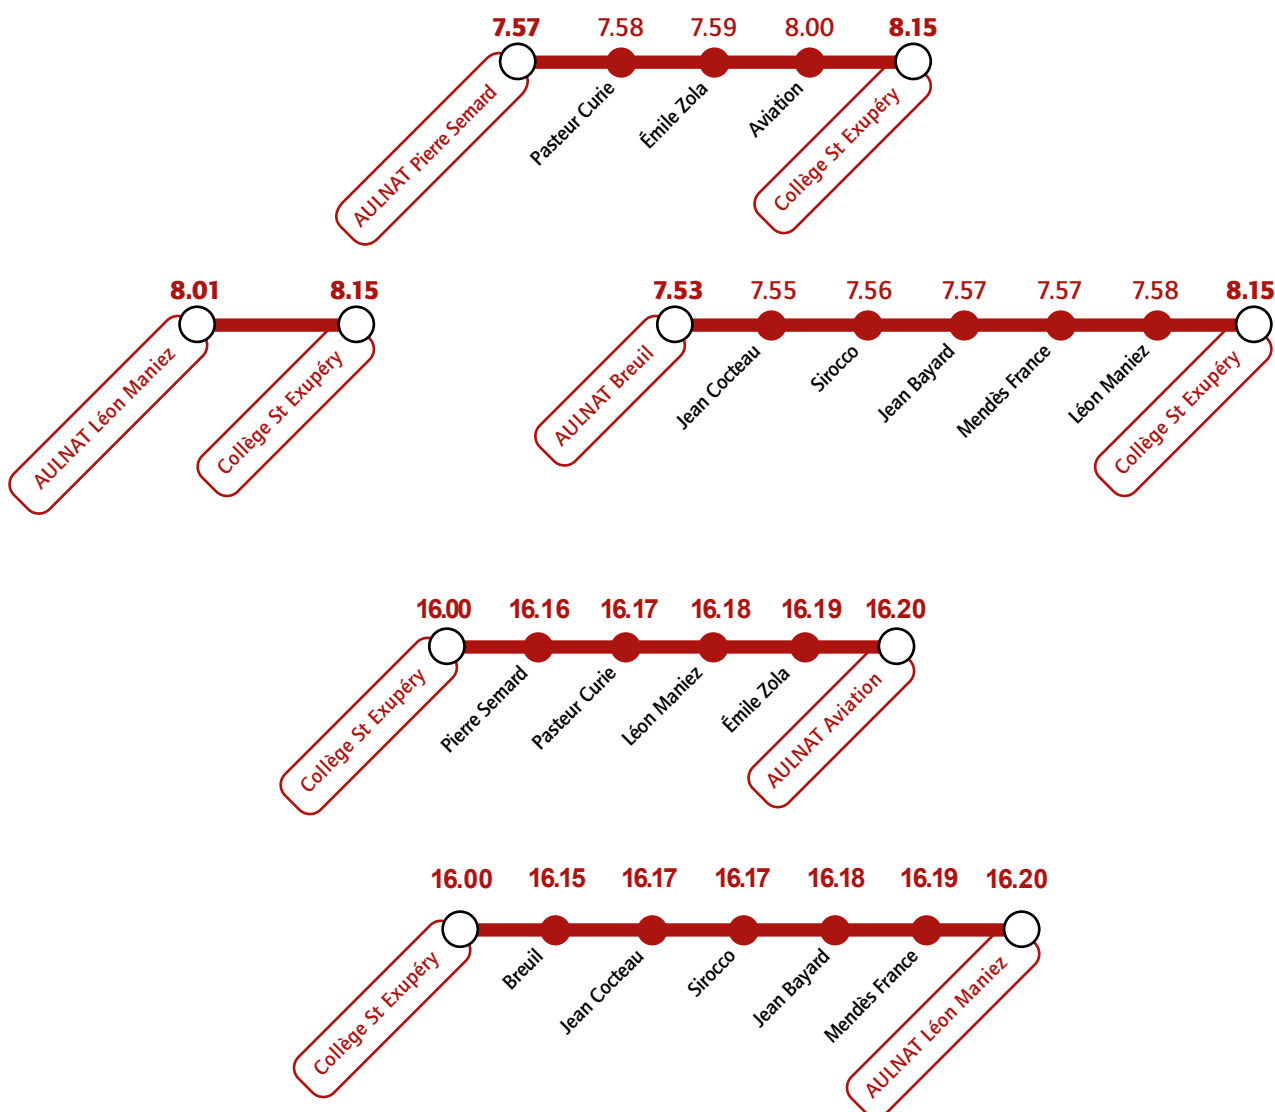 7.57 7.58 7.59 8.00 8.15
AULNAT Pierre Semard
Pasteur Curie
Émile Zola
Aviation
Collège St Exupéry
8.01 8.15
AULNAT Léon Maniez
Collège St Exupéry
7.53 7.55 7.56 7.57 7.57 7.58 8.15
AULNAT Breuil
Jean Cocteau
Sirocco
Jean Bayard
Mendès France
Léon Maniez
Collège St Exupéry
16.00 16.16 16.17 16.18 16.19 16.20
Collège St Exupéry
Pierre Semard
Pasteur Curie
Léon Maniez
Émile Zola
AULNAT Aviation
16.00 16.15 16.17 16.17 16.18 16.19 16.20
Collège St Exupéry
Breuil
Jean Cocteau
Sirocco
Jean Bayard
Mendès France
AULNAT Léon Maniez